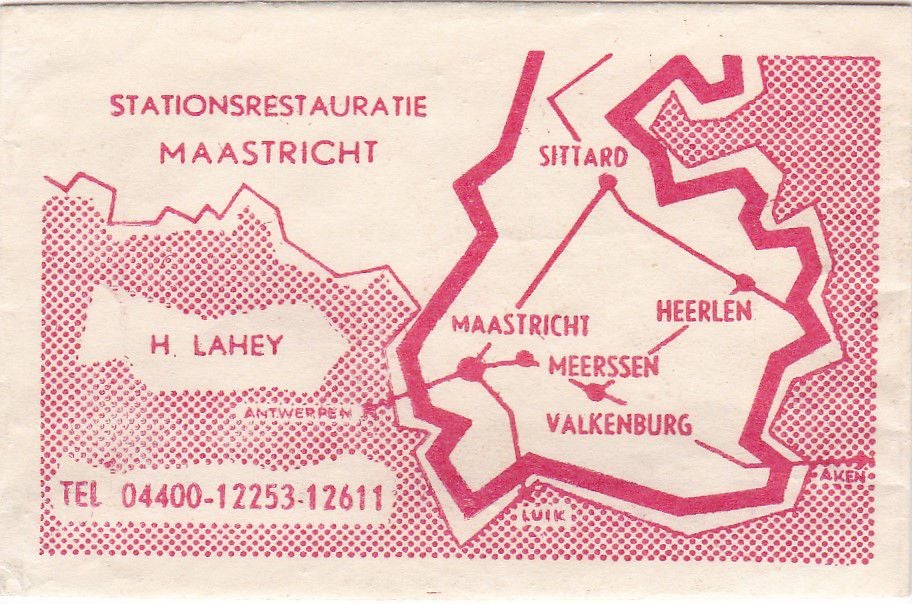 STATIONSRESTAURATIE
MAASTRICHT
SITTARD
HEERLEN
MAASTRICHT
H. LAHEY
MEERSSEN
ANTWERPEN
VALKENBURG
AKEN
TEL 04400-12253-12611
LUIK